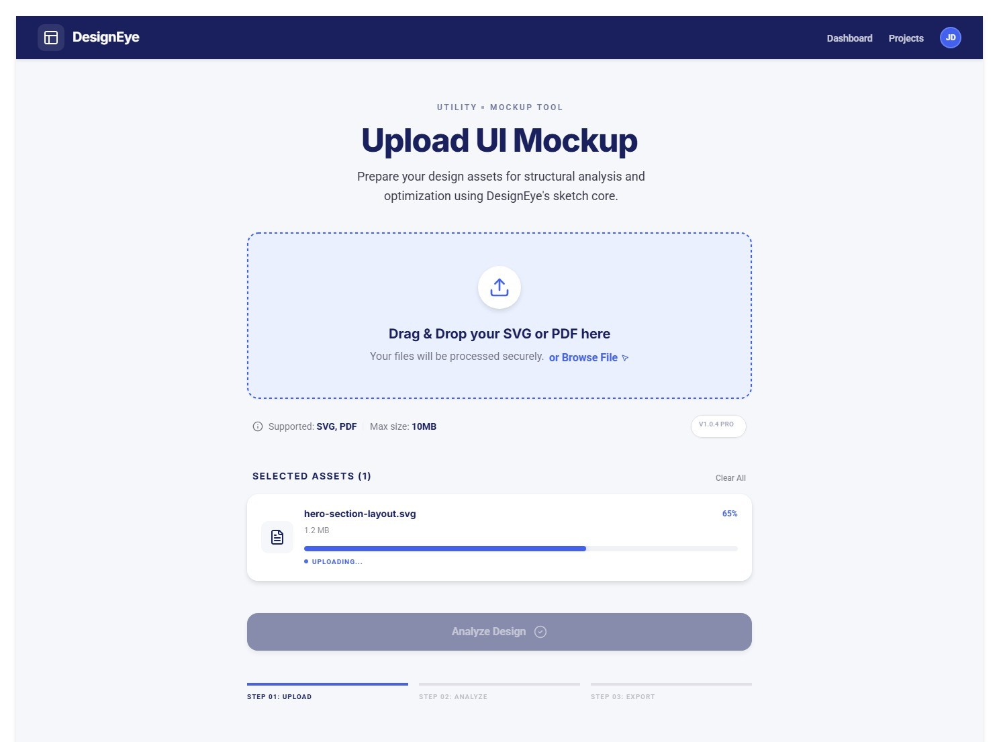 DesignEye
Dashboard Projects JD
UTILITY ▪ MOCKUP TOOL
Upload UI Mockup
Prepare your design assets for structural analysis and
optimization using DesignEye's sketch core.
Drag & Drop your SVG or PDF here
Your files will be processed securely. or Browse File
Supported: SVG, PDF Max size: 10MB
V1.0.4 PRO
SELECTED ASSETS (1)
Clear All
hero-section-layout.svg
65%
1.2 MB
UPLOADING...
Analyze Design
STEP 01: UPLOAD STEP 02: ANALYZE STEP 03: EXPORT